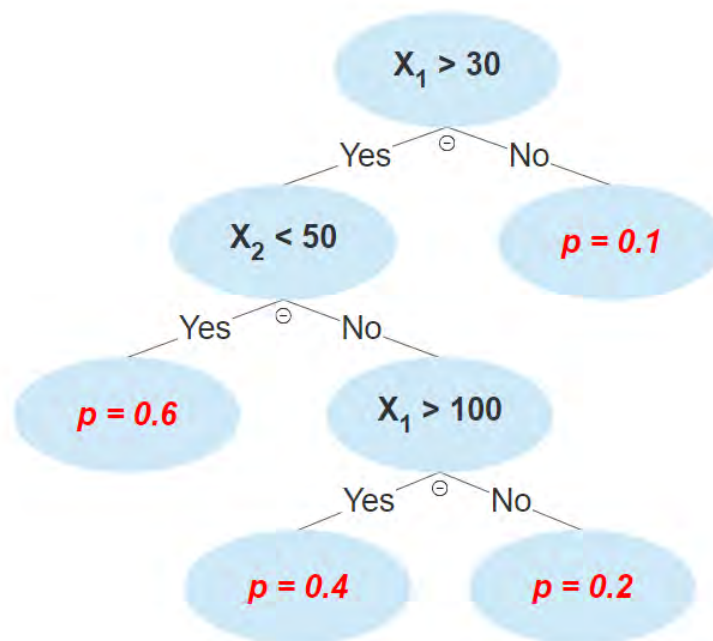 X₁ > 30
Yes No
X₂ < 50 p = 0.1
Yes No
p = 0.6 X₁ > 100
Yes No
p = 0.4 p = 0.2